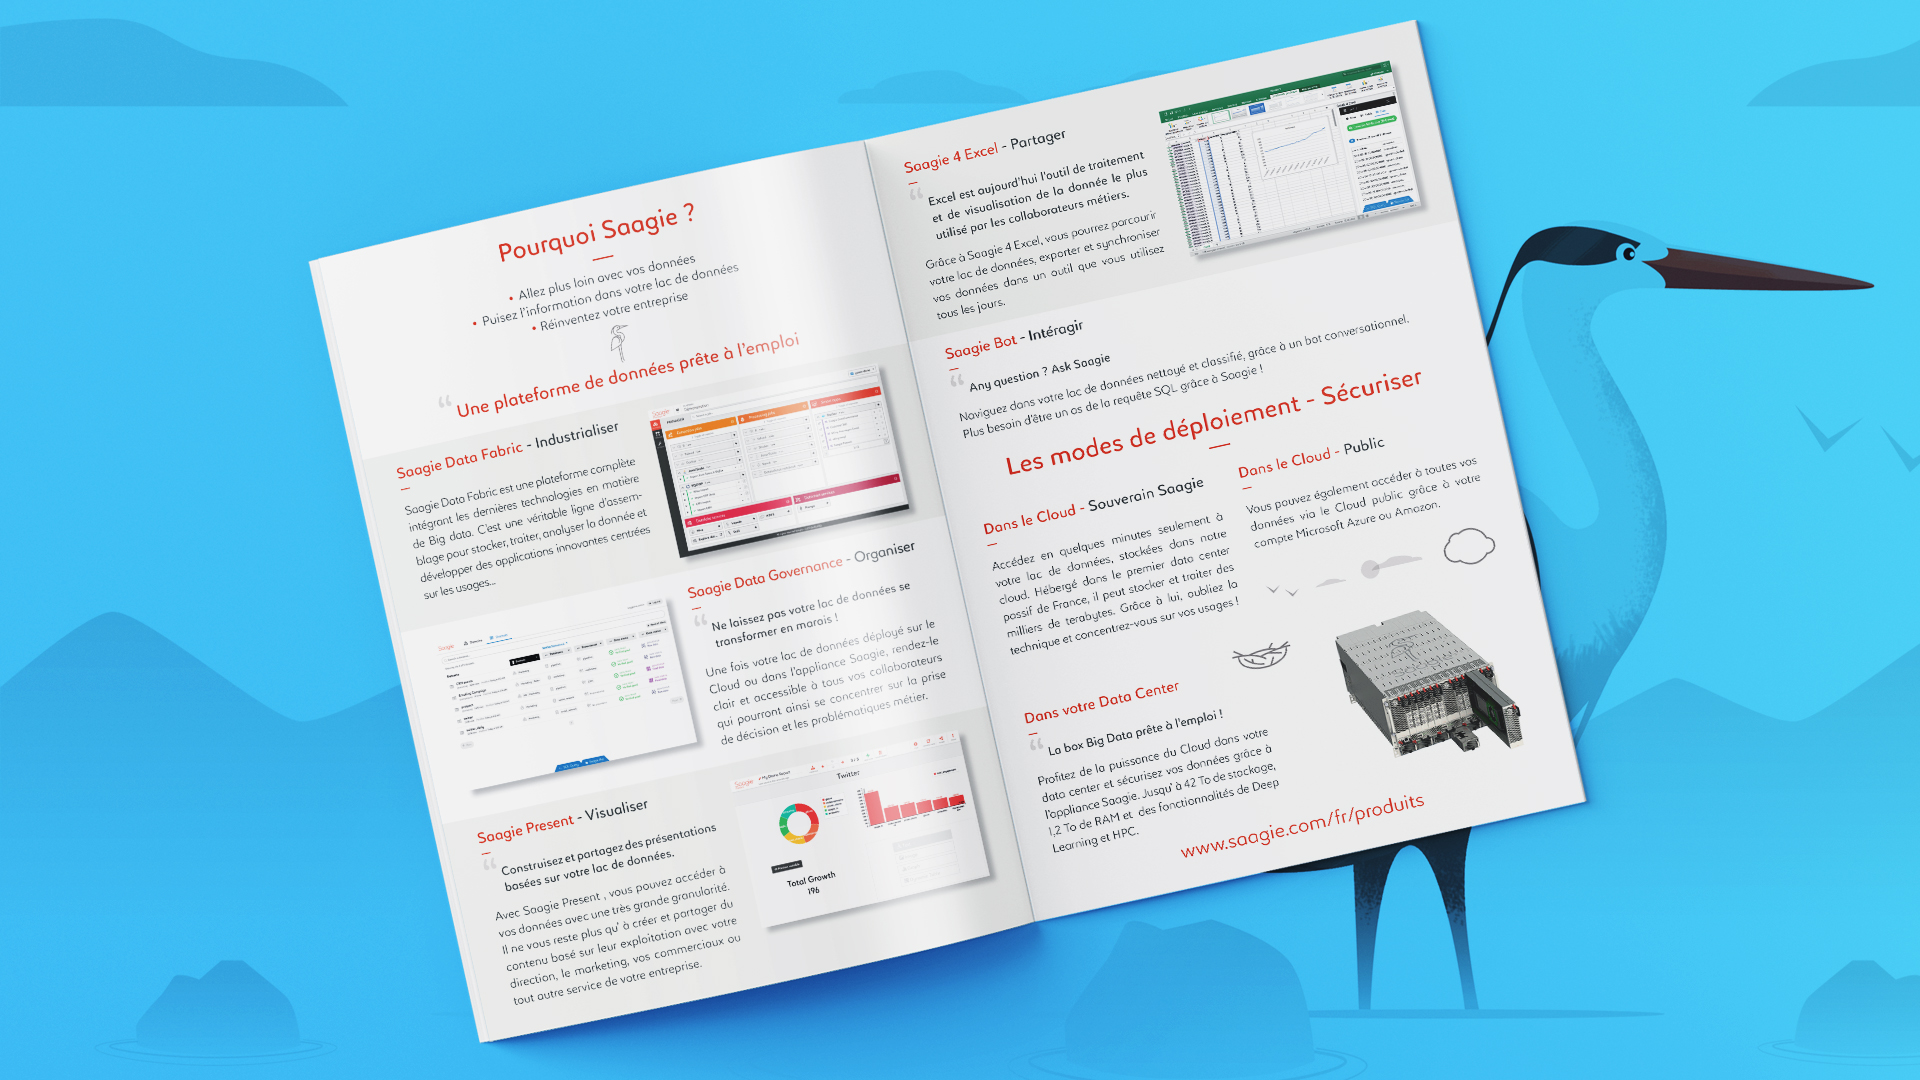 Pourquoi Saagie ?
• Allez plus loin avec vos données
• Puisez l'information dans votre lac de données
• Réinventez votre entreprise
“ Une plateforme de données prête à l'emploi
Saagie Data Fabric - Industrialiser
Saagie Data Fabric est une plateforme complète
intégrant les dernières technologies en matière
de Big data. C'est une véritable ligne d'assem-
blage pour stocker, traiter, analyser la donnée et
développer des applications innovantes centrées
sur les usages...
Saagie Data Governance - Organiser
“ Ne laissez pas votre lac de données se
transformer en marais !
Une fois votre lac de données déployé sur le
Cloud ou dans l'appliance Saagie, rendez-le
clair et accessible à tous vos collaborateurs
qui pourront ainsi se concentrer sur la prise
de décision et les problématiques métier.
Saagie Present - Visualiser
“ Construisez et partagez des présentations
basées sur votre lac de données.
Avec Saagie Present , vous pouvez accéder à
vos données avec une très grande granularité.
Il ne vous reste plus qu' à créer et partager du
contenu basé sur leur exploitation avec votre
direction, le marketing, vos commerciaux ou
tout autre service de votre entreprise.
Twitter
Total Growth
196
Saagie 4 Excel - Partager
“ Excel est aujourd'hui l'outil de traitement
et de visualisation de la donnée le plus
utilisé par les collaborateurs métiers.
Grâce à Saagie 4 Excel, vous pourrez parcourir
votre lac de données, exporter et synchroniser
vos données dans un outil que vous utilisez
tous les jours.
Saagie Bot - Intéragir
“ Any question ? Ask Saagie
Naviguez dans votre lac de données nettoyé et classifié, grâce à un bot conversationnel.
Plus besoin d'être un as de la requête SQL grâce à Saagie !
Les modes de déploiement - Sécuriser
Dans le Cloud - Souverain Saagie
Accédez en quelques minutes seulement à
votre lac de données, stockées dans notre
cloud. Hébergé dans le premier data center
passif de France, il peut stocker et traiter des
milliers de terabytes. Grâce à lui, oubliez la
technique et concentrez-vous sur vos usages !
Dans le Cloud - Public
Vous pouvez également accéder à toutes vos
données via le Cloud public grâce à votre
compte Microsoft Azure ou Amazon.
Dans votre Data Center
“ La box Big Data prête à l'emploi !
Profitez de la puissance du Cloud dans votre
data center et sécurisez vos données grâce à
l'appliance Saagie. Jusqu' à 42 To de stockage,
1,2 To de RAM et des fonctionnalités de Deep
Learning et HPC.
www.saagie.com/fr/produits